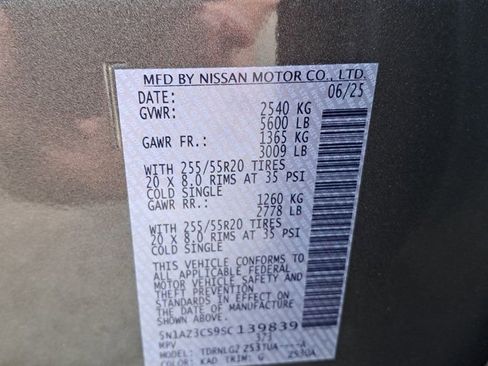 MFD BY NISSAN MOTOR CO., LTD.
DATE: 06/25
GVWR: 2540 KG
5600 LB
GAWR FR.: 1365 KG
3009 LB
WITH 255/55R20 TIRES
20 X 8.0 RIMS AT 35 PSI
COLD SINGLE
GAWR RR.: 1260 KG
2778 LB
WITH 255/55R20 TIRES
20 X 8.0 RIMS AT 35 PSI
COLD SINGLE
THIS VEHICLE CONFORMS TO
ALL APPLICABLE FEDERAL
MOTOR VEHICLE SAFETY AND
THEFT PREVENTION
STANDARDS IN EFFECT ON
THE DATE OF MANUFACTURE
SHOWN ABOVE.
5N1AZ3CS9SC139839
MPV
MODEL: A
COLOR: KAD TRIM: G